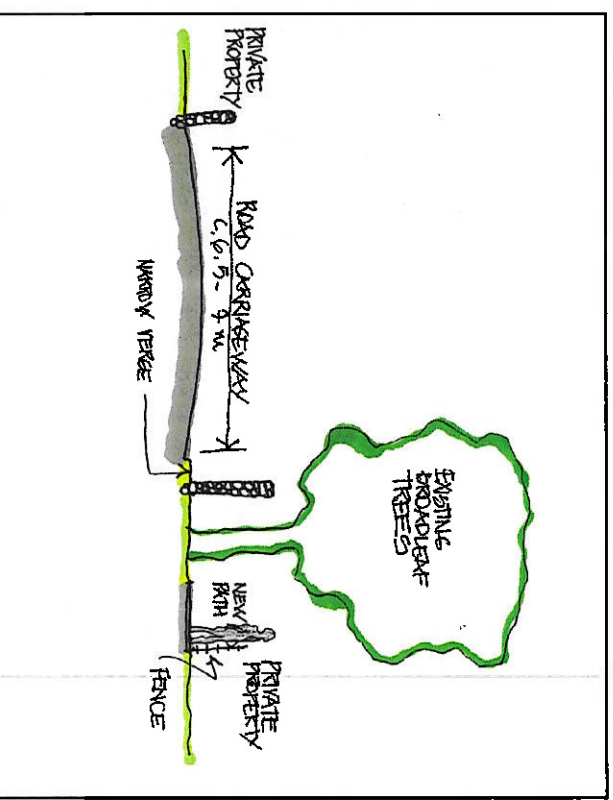 PRIVATE
PROPERTY
ROAD CARRIAGEWAY
C. 6.5 - 7 m
NARROW VERGE
EXISTING
BROADLEAF
TREES
NEW
PATH
PRIVATE
PROPERTY
FENCE